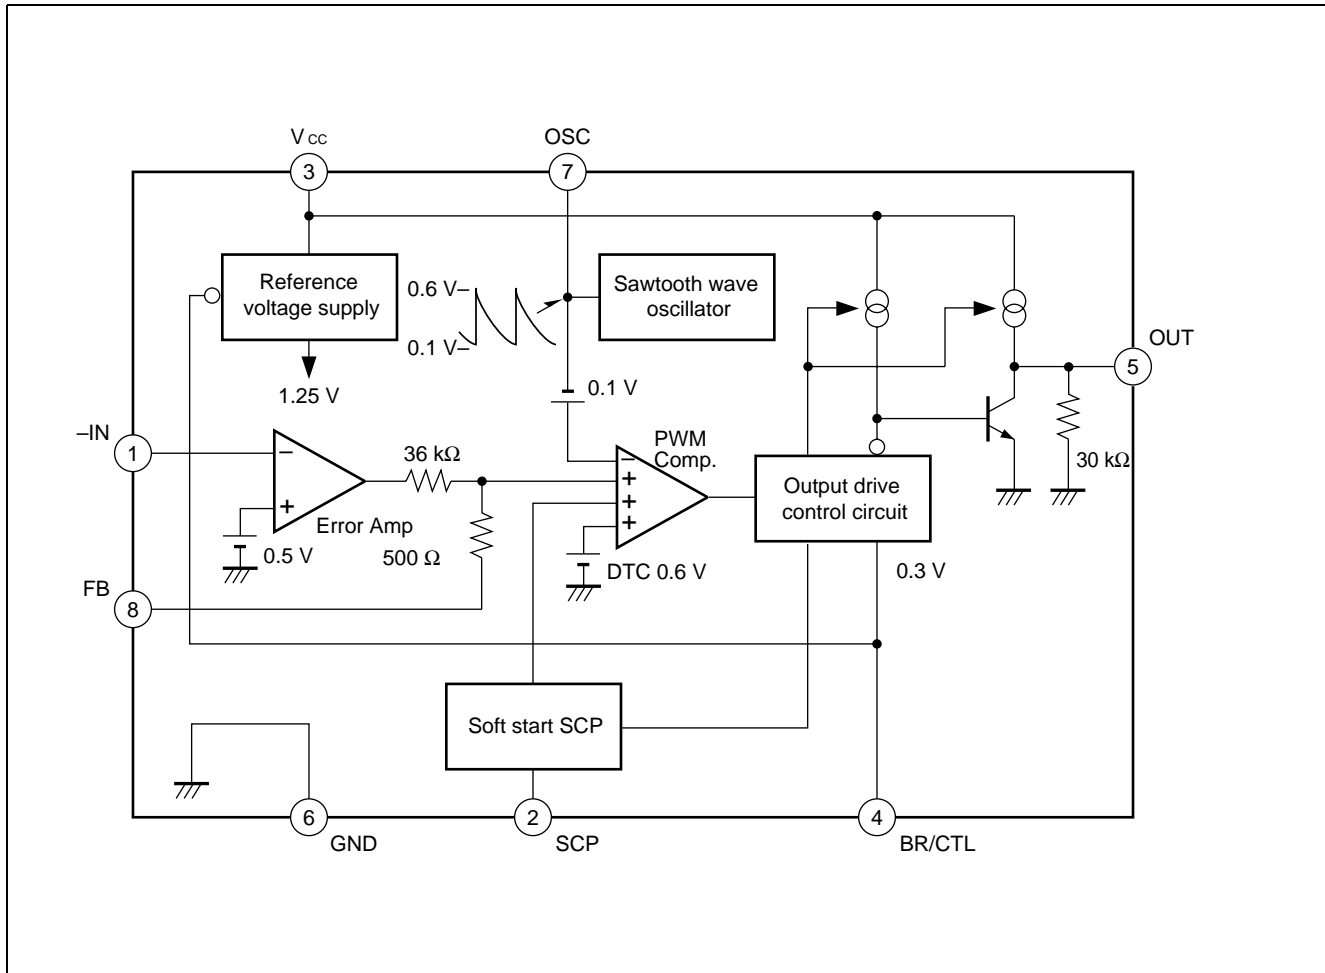 V CC
OSC
3
7
Reference
voltage supply
0.6 V–
0.1 V–
Sawtooth wave
oscillator
1.25 V
0.1 V
OUT
5
–IN
1
–
+
36 kΩ
Error Amp
0.5 V
500 Ω
PWM
Comp.
–
+
+
+
DTC 0.6 V
Output drive
control circuit
30 kΩ
0.3 V
FB
8
Soft start SCP
6
GND
2
SCP
4
BR/CTL